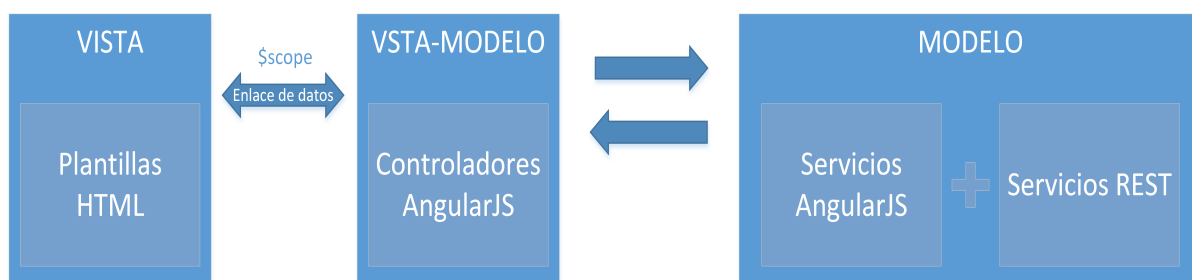 VISTA
$scope
Enlace de datos
Plantillas
HTML
VSTA-MODELO
Controladores
AngularJS
MODELO
Servicios
AngularJS
Servicios REST